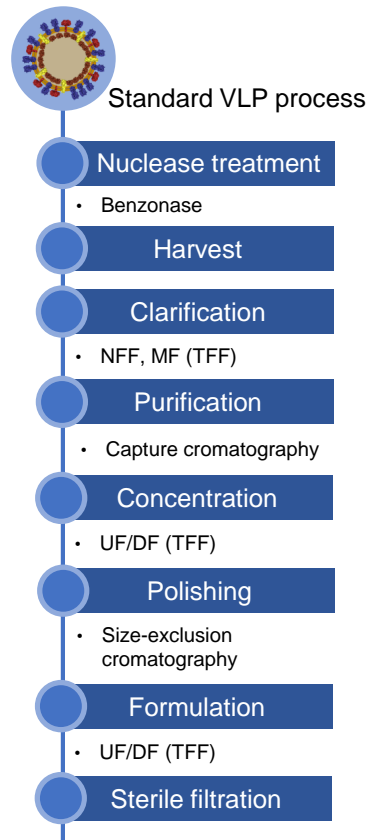 Standard VLP process
Nuclease treatment
• Benzonase
Harvest
Clarification
• NFF, MF (TFF)
Purification
• Capture cromatography
Concentration
• UF/DF (TFF)
Polishing
• Size-exclusion
cromatography
Formulation
• UF/DF (TFF)
Sterile filtration